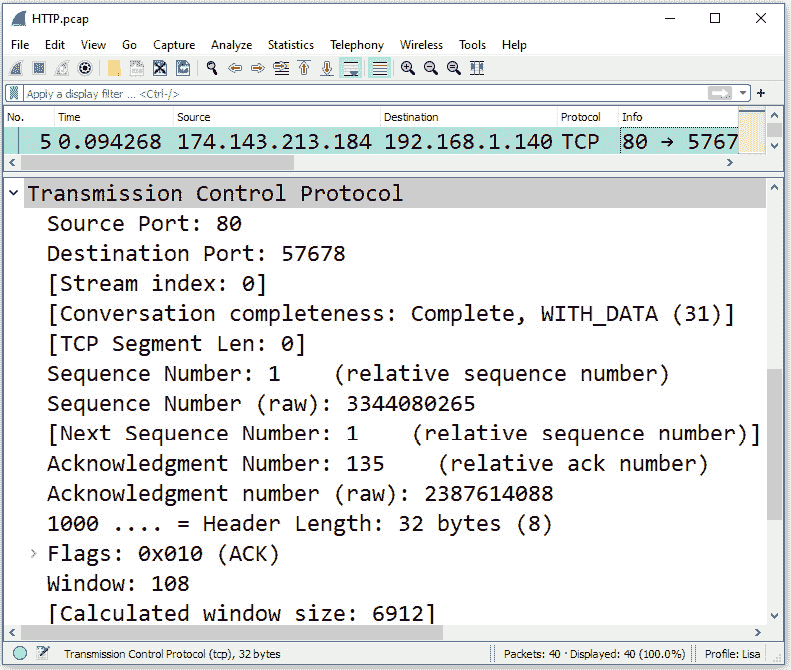 HTTP.pcap
File Edit View Go Capture Analyze Statistics Telephony Wireless Tools Help
Apply a display filter ... <Ctrl-/>
No. Time Source Destination Protocol Info
5 0.094268 174.143.213.184 192.168.1.140 TCP 80 → 5767
Transmission Control Protocol
Source Port: 80
Destination Port: 57678
[Stream index: 0]
[Conversation completeness: Complete, WITH_DATA (31)]
[TCP Segment Len: 0]
Sequence Number: 1 (relative sequence number)
Sequence Number (raw): 3344080265
[Next Sequence Number: 1 (relative sequence number)]
Acknowledgment Number: 135 (relative ack number)
Acknowledgment number (raw): 2387614088
1000 .... = Header Length: 32 bytes (8)
Flags: 0x010 (ACK)
Window: 108
[Calculated window size: 6912]
Transmission Control Protocol (tcp), 32 bytes Packets: 40 · Displayed: 40 (100.0%) Profile: Lisa